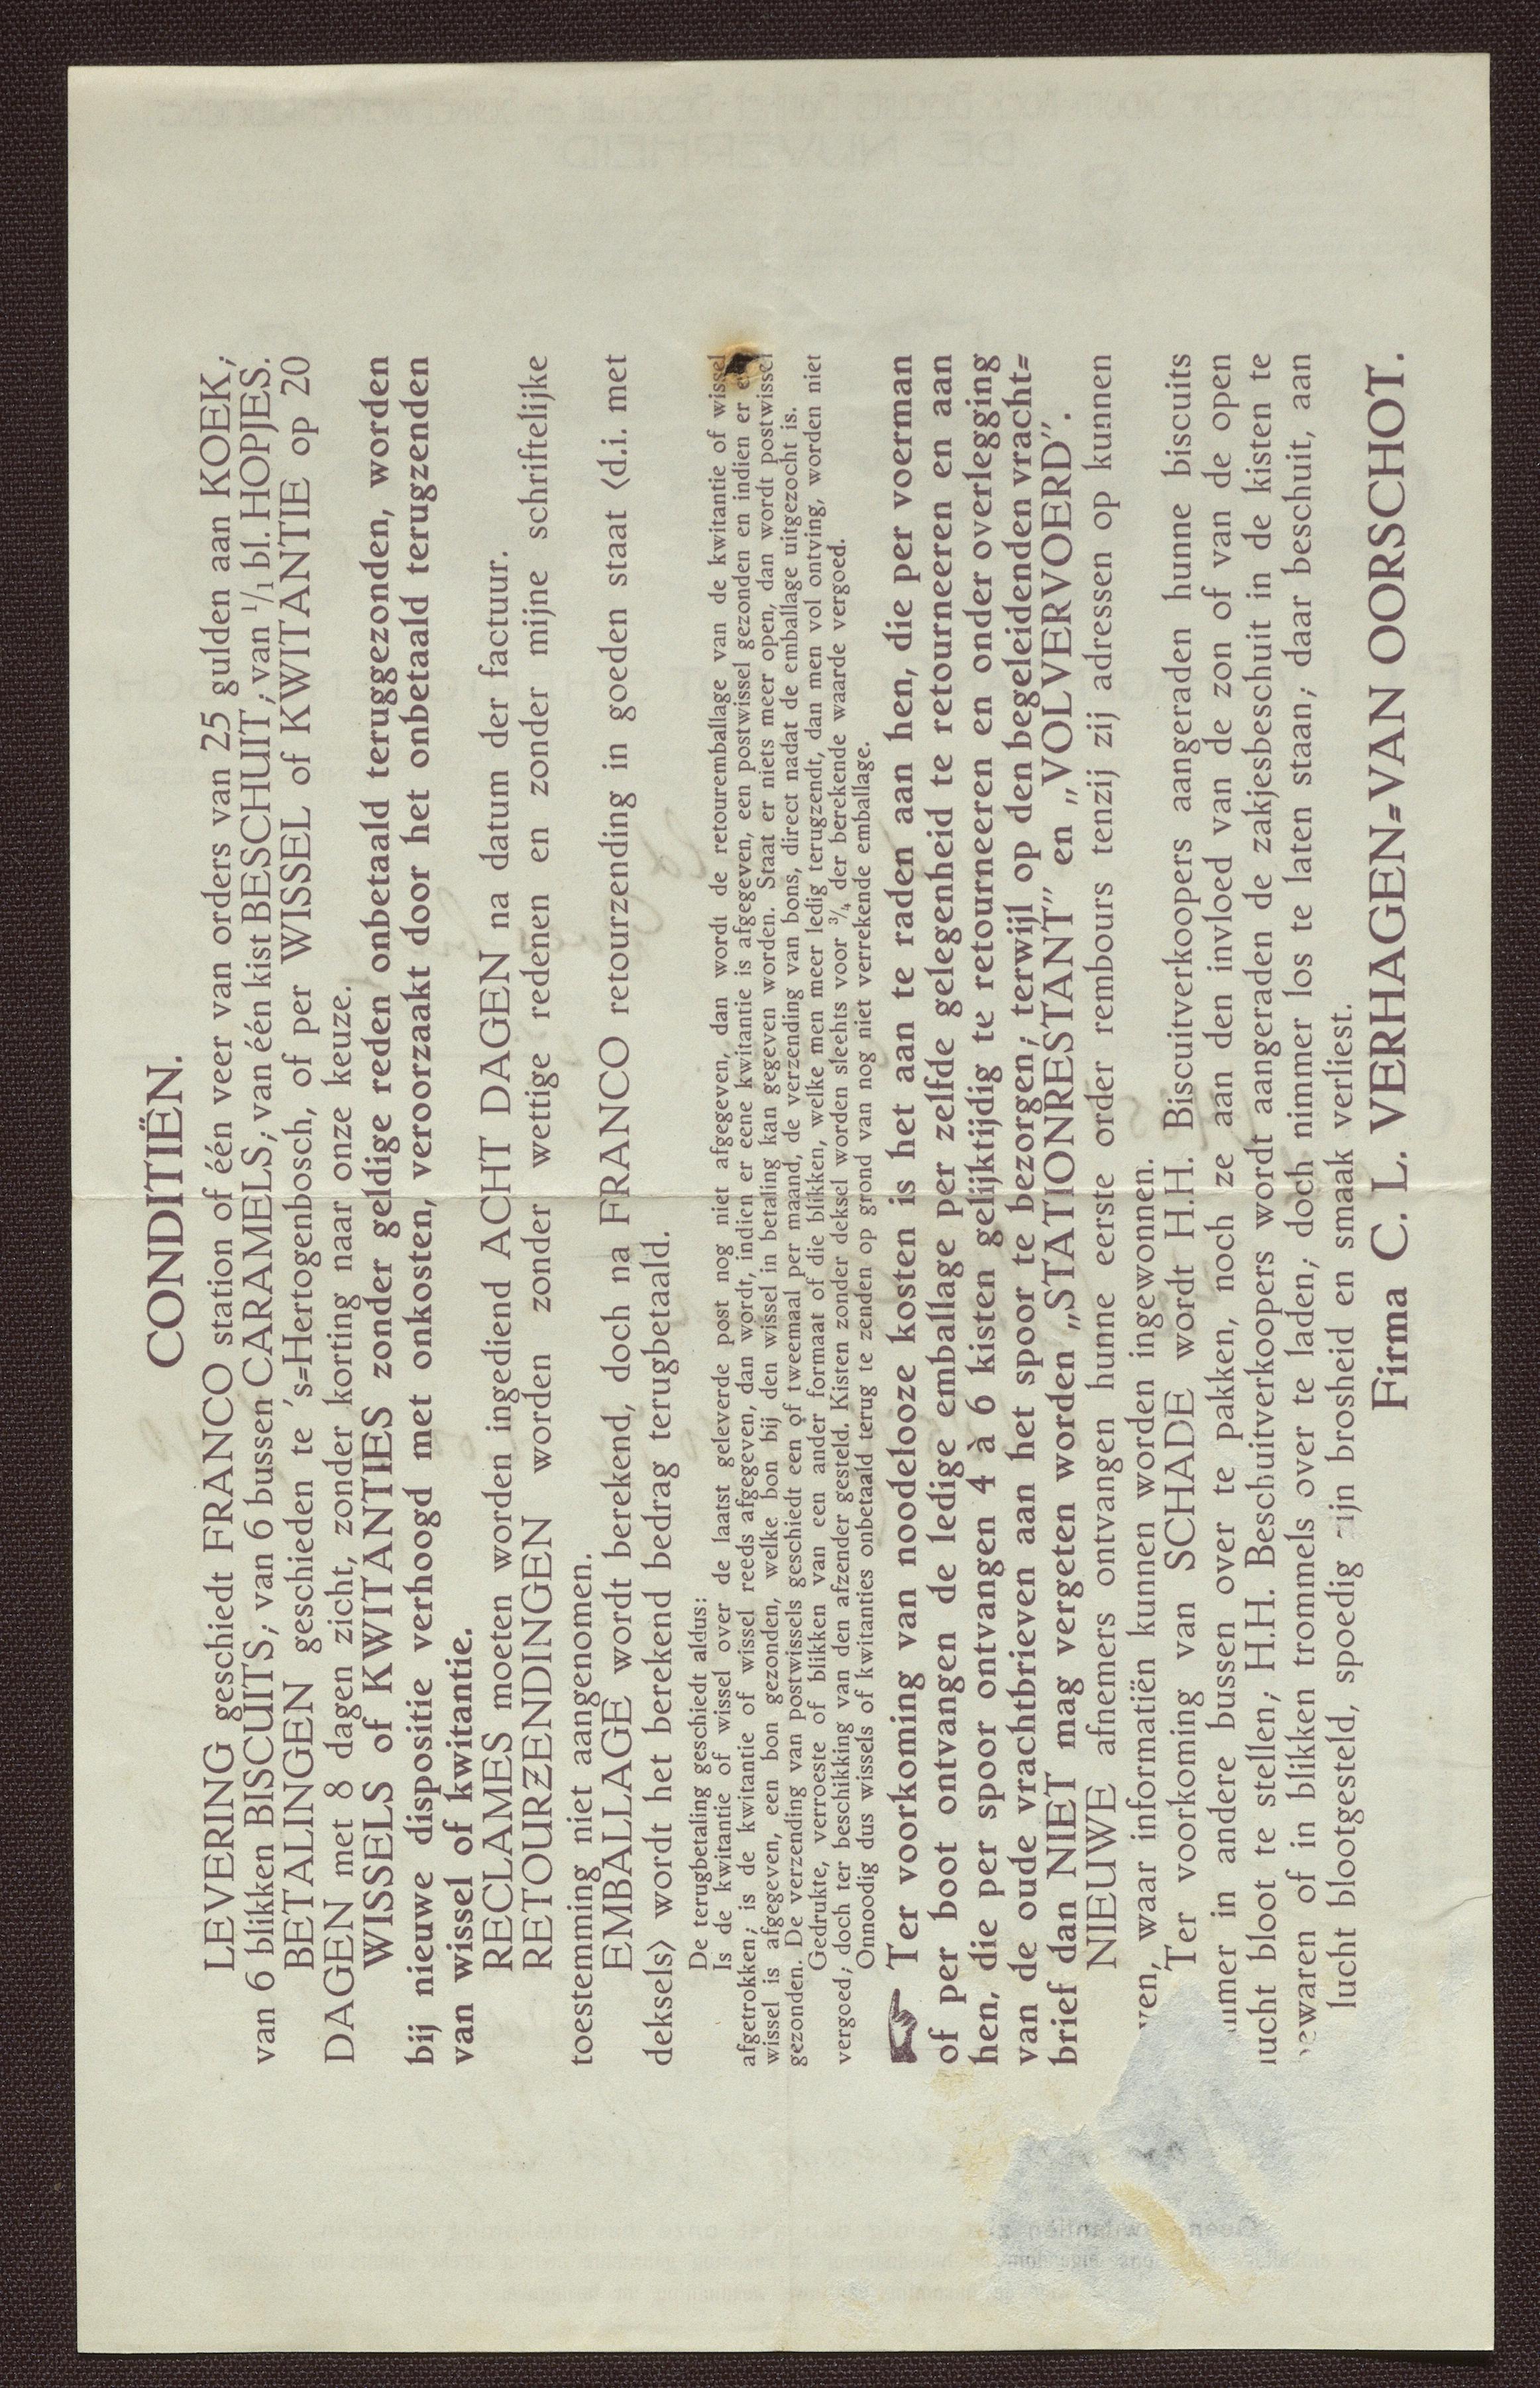 CONDITIËN.
LEVERING geschiedt FRANCO station of één veer van orders van 25 gulden aan KOEK;
van 6 blikken BISCUITS; van 6 bussen CARAMELS; van één kist BESCHUIT; van 1/1 bl. HOPJES.
BETALINGEN geschieden te 's=Hertogenbosch, of per WISSEL of KWITANTIE op 20
DAGEN met 8 dagen zicht, zonder korting naar onze keuze.
WISSELS of KWITANTIES zonder geldige reden onbetaald teruggezonden, worden
bij nieuwe dispositie verhoogd met onkosten, veroorzaakt door het onbetaald terugzenden
van wissel of kwitantie.
RECLAMES moeten worden ingediend ACHT DAGEN na datum der factuur.
RETOURZENDINGEN worden zonder wettige redenen en zonder mijne schriftelijke
toestemming niet aangenomen.
EMBALLAGE wordt berekend, doch na FRANCO retourzending in goeden staat (d.i. met
deksels) wordt het berekend bedrag terugbetaald.
De terugbetaling geschiedt aldus:
Is de kwitantie of wissel over de laatst geleverde post nog niet afgegeven, dan wordt de retouremballage van de kwitantie of wissel
afgetrokken; is de kwitantie of wissel reeds afgegeven, dan wordt, indien er eene kwitantie is afgegeven, een postwissel gezonden en indien er
wissel is afgegeven, een bon gezonden, welke bon bij den wissel in betaling kan gegeven worden. Staat er niets meer open, dan wordt postwissel
gezonden. De verzending van postwissels geschiedt een of tweemaal per maand, de verzending van bons, direct nadat de emballage uitgezocht is.
Gedrukte, verroeste of blikken van een ander formaat of die blikken, welke men meer ledig terugzendt, dan men vol ontving, worden niet
vergoed; doch ter beschikking van den afzender gesteld. Kisten zonder deksel worden slechts voor 3/4 der berekende waarde vergoed.
Onnoodig dus wissels of kwitanties onbetaald terug te zenden op grond van nog niet verrekende emballage.
Ter voorkoming van noodelooze kosten is het aan te raden aan hen, die per voerman
of per boot ontvangen de ledige emballage per zelfde gelegenheid te retourneeren en aan
hen, die per spoor ontvangen 4 à 6 kisten gelijktijdig te retourneeren en onder overlegging
van de oude vrachtbrieven aan het spoor te bezorgen; terwijl op den begeleidenden vracht=
brief dan NIET mag vergeten worden „STATIONRESTANT” en „VOLVERVOERD”.
NIEUWE afnemers ontvangen hunne eerste order rembours tenzij zij adressen op kunnen
ven, waar informatiën kunnen worden ingewonnen.
Ter voorkoming van SCHADE wordt H.H. Biscuitverkoopers aangeraden hunne biscuits
mmer in andere bussen over te pakken, noch ze aan den invloed van de zon of van de open
lucht bloot te stellen; H.H. Beschuitverkoopers wordt aangeraden de zakjesbeschuit in de kisten te
ewaren of in blikken trommels over te laden; doch nimmer los te laten staan; daar beschuit, aan
lucht blootgesteld, spoedig zijn brosheid en smaak verliest.
Firma C. L. VERHAGEN=VAN OORSCHOT.